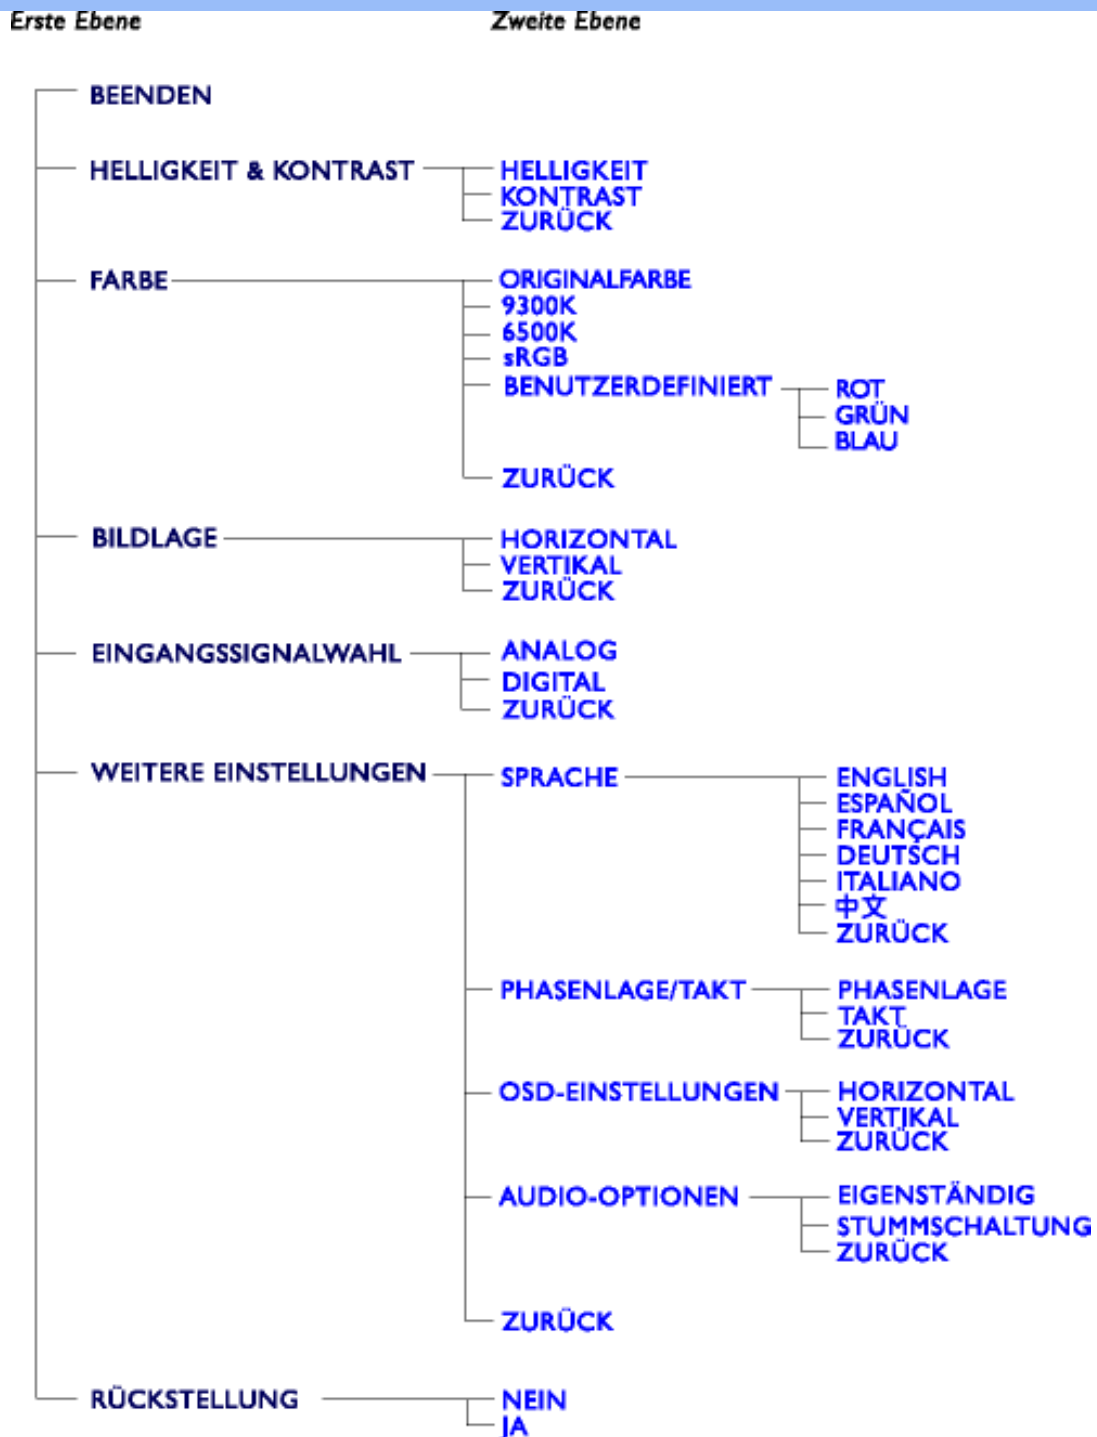 Erste Ebene Zweite Ebene
BEENDEN
HELLIGKEIT & KONTRAST HELLIGKEIT
KONTRAST
ZURÜCK
FARBE ORIGINALFARBE
9300K
6500K
sRGB
BENUTZERDEFINIERT ROT
GRÜN
BLAU
ZURÜCK
BILDLAGE HORIZONTAL
VERTIKAL
ZURÜCK
EINGANGSSIGNALWAHL ANALOG
DIGITAL
ZURÜCK
WEITERE EINSTELLUNGEN SPRACHE ENGLISH
ESPAÑOL
FRANÇAIS
DEUTSCH
ITALIANO
中文
ZURÜCK
PHASENLAGE/TAKT PHASENLAGE
TAKT
ZURÜCK
OSD-EINSTELLUNGEN HORIZONTAL
VERTIKAL
ZURÜCK
AUDIO-OPTIONEN EIGENSTÄNDIG
STUMMSCHALTUNG
ZURÜCK
ZURÜCK
RÜCKSTELLUNG NEIN
JA